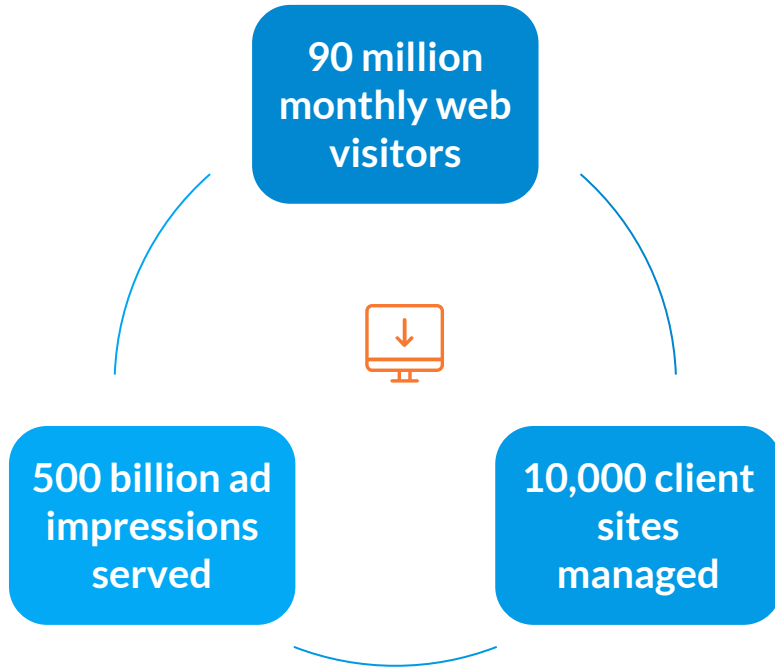 90 million
monthly web
visitors
500 billion ad
impressions
served
10,000 client
sites
managed